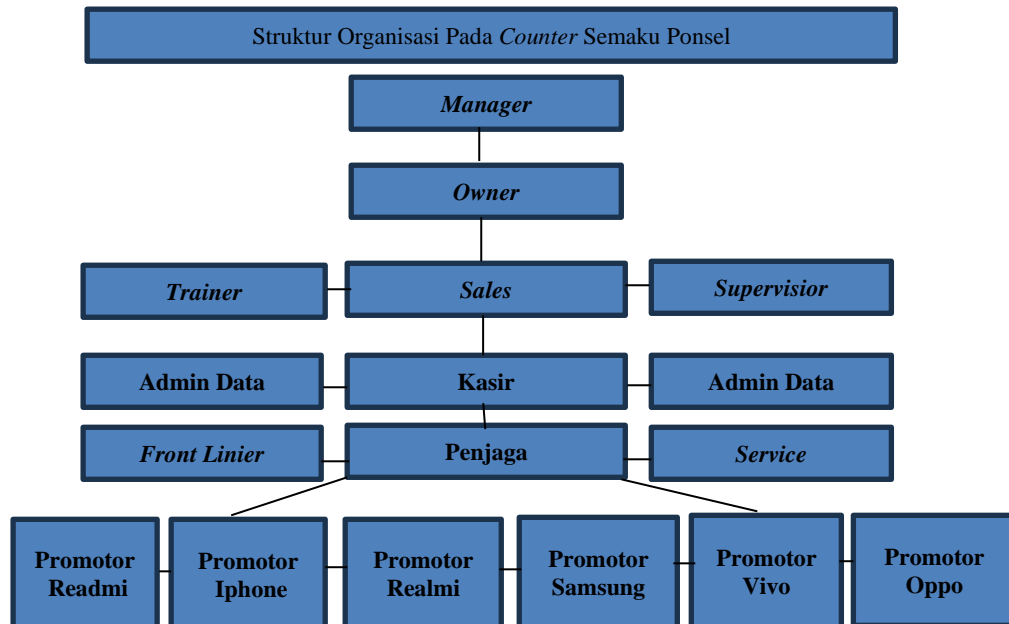 Struktur Organisasi Pada Counter Semaku Ponsel
Manager
Owner
Trainer
Sales
Supervisior
Admin Data
Kasir
Admin Data
Front Linier
Penjaga
Service
Promotor
Readmi
Promotor
Iphone
Promotor
Realmi
Promotor
Samsung
Promotor
Vivo
Promotor
Oppo